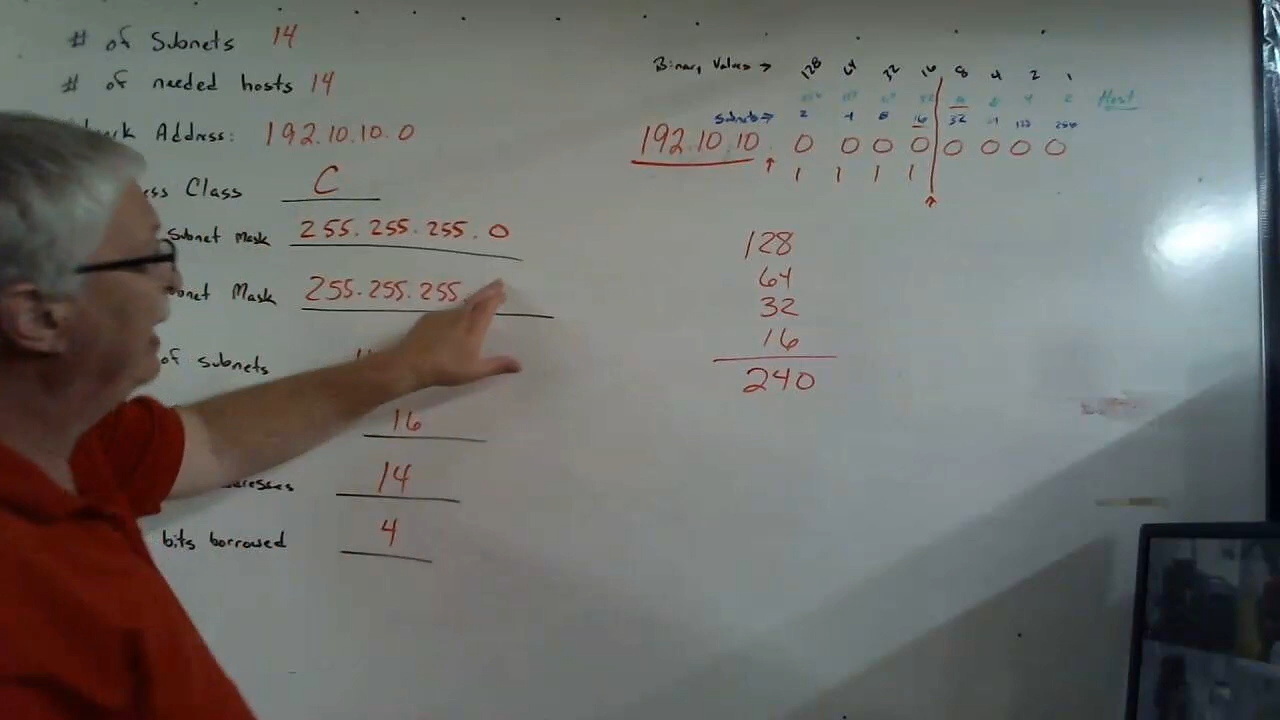 # of Subnets 14
# of needed hosts 14
Address: 192.10.10.0
Class C
Subnet Mask 255.255.255.0
Mask 255.255.255.
of subnets
16
14
bits borrowed 4
Binary Values → 128 64 32 16 8 4 2 1
Host
Subnets → 2 4 8 16 32
192.10.10 0 0 0 0 0 0 0 0
1 1 1 1
128
64
32
16
240